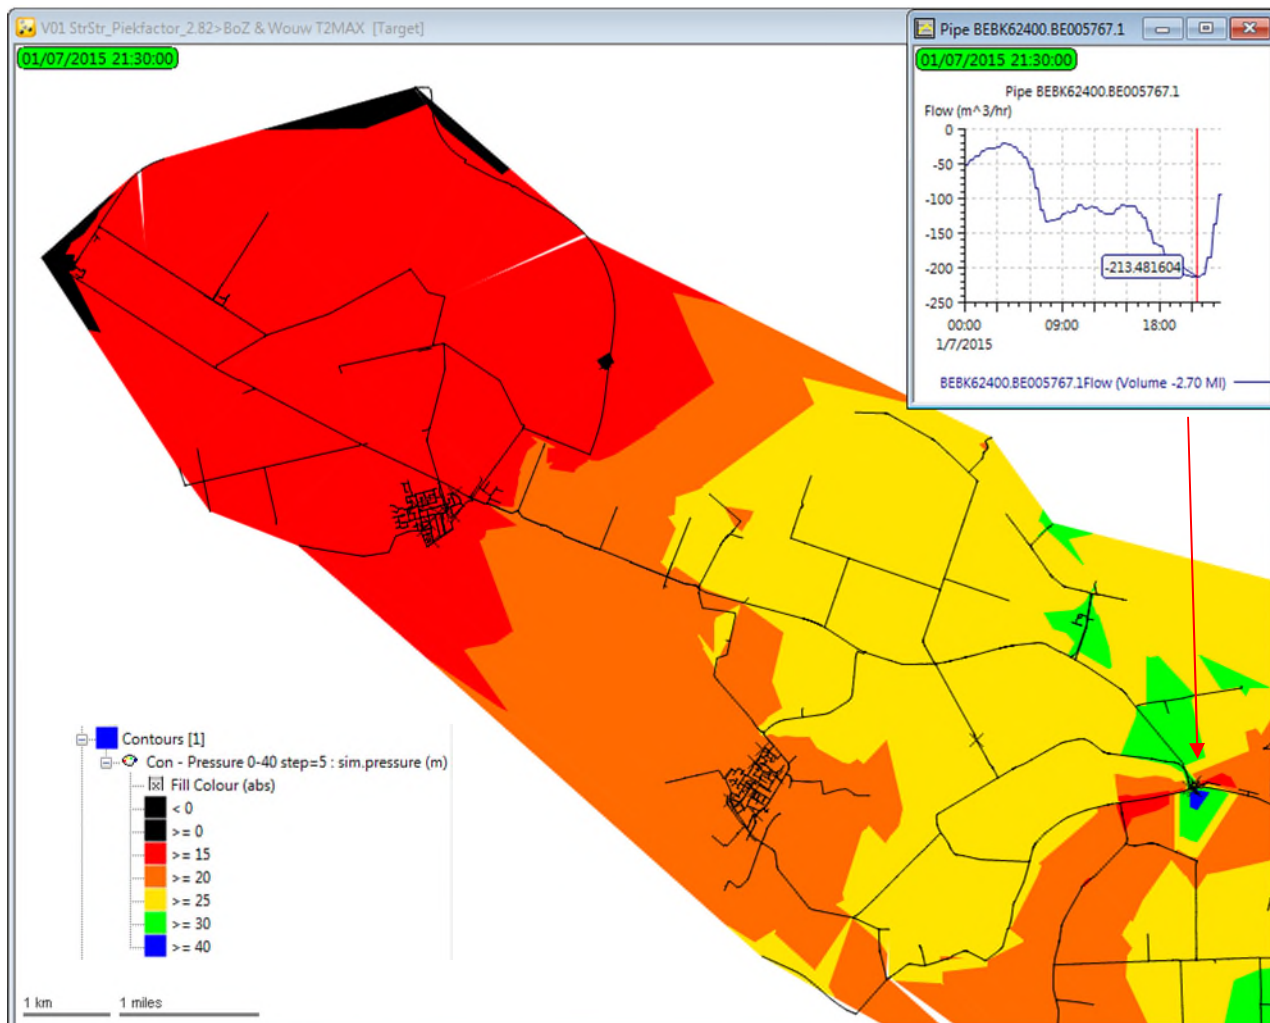 V01 StrStr_Piekfactor_2.82>BoZ & Wouw T2MAX [Target]
01/07/2015 21:30:00
Pipe BEBK62400.BE005767.1
01/07/2015 21:30:00
Pipe BEBK62400.BE005767.1
Flow (m^3/hr)
0
-50
-100
-150
-200
-250
-213.481604
00:00 09:00 18:00
1/7/2015
BEBK62400.BE005767.1Flow (Volume -2.70 Ml)
Contours [1]
Con - Pressure 0-40 step=5 : sim.pressure (m)
Fill Colour (abs)
< 0
>= 0
>= 15
>= 20
>= 25
>= 30
>= 40
1 km 1 miles